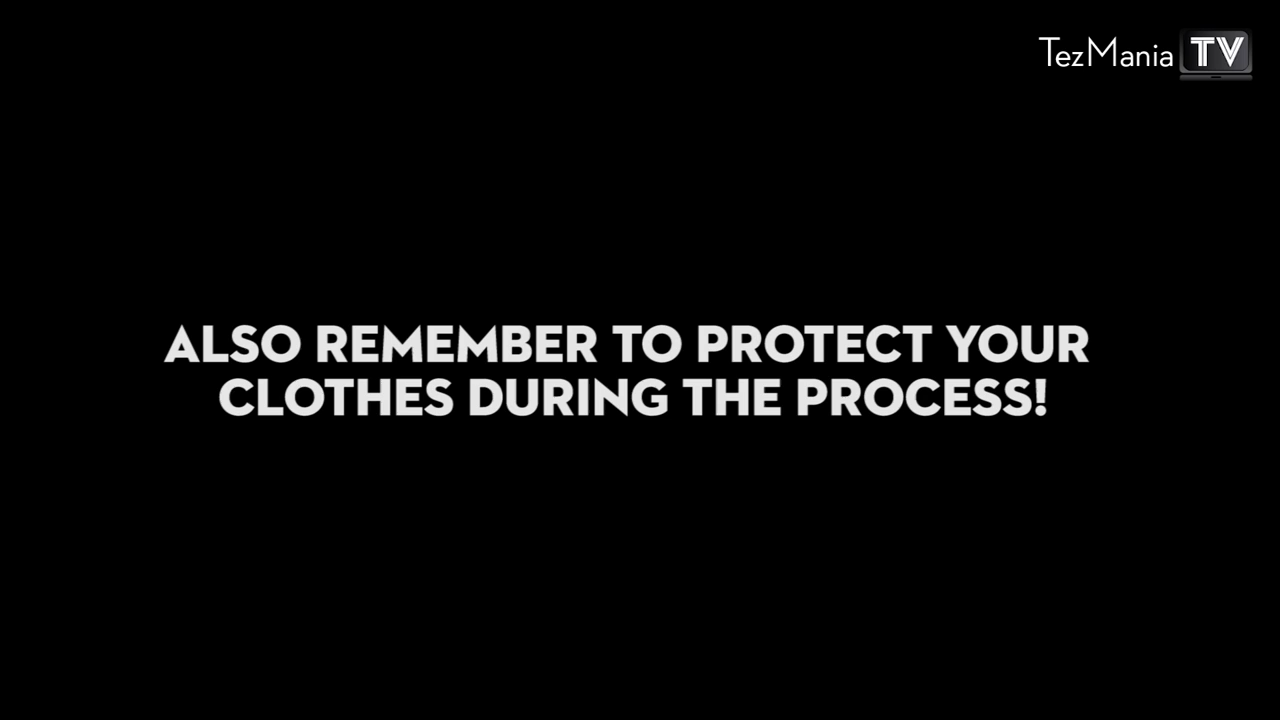 TezMania TV
ALSO REMEMBER TO PROTECT YOUR
CLOTHES DURING THE PROCESS!